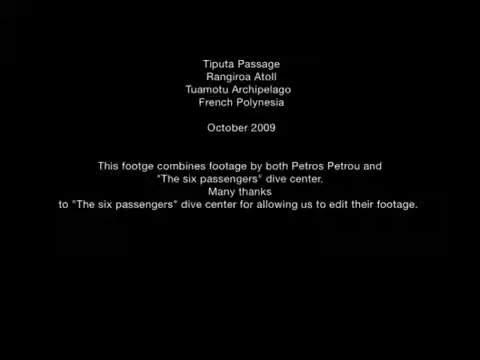 Tiputa Passage
Rangiroa Atoll
Tuamotu Archipelago
French Polynesia
October 2009
This footge combines footage by both Petros Petrou and
"The six passengers" dive center.
Many thanks
to "The six passengers" dive center for allowing us to edit their footage.